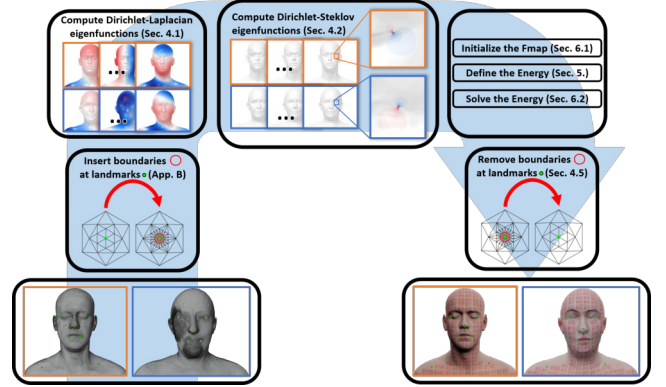 Compute Dirichlet-Laplacian
eigenfunctions (Sec. 4.1)
Compute Dirichlet-Steklov
eigenfunctions (Sec. 4.2)
Initialize the Fmap (Sec. 6.1)
Define the Energy (Sec. 5.)
Solve the Energy (Sec. 6.2)
Insert boundaries
at landmarks (App. B)
Remove boundaries
at landmarks (Sec. 4.5)